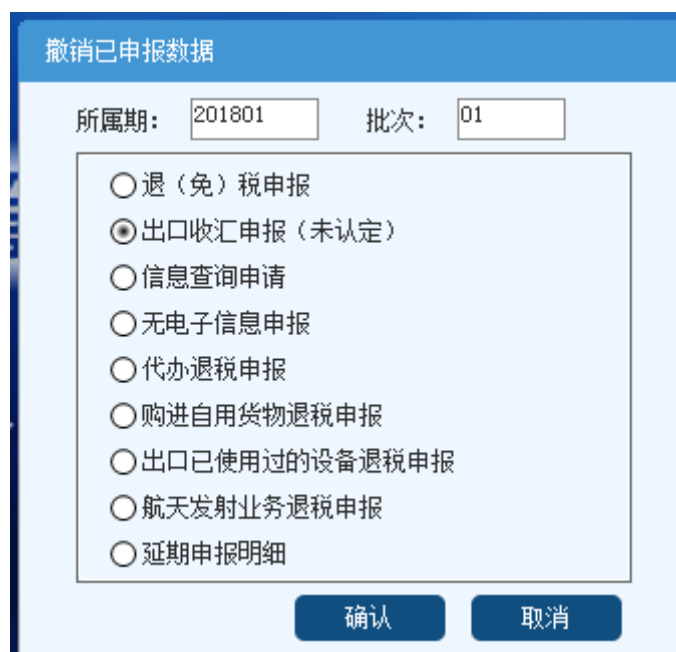 撤销已申报数据
所属期： 201801 批次： 01
退（免）税申报
出口收汇申报（未认定）
信息查询申请
无电子信息申报
代办退税申报
购进自用货物退税申报
出口已使用过的设备退税申报
航天发射业务退税申报
延期申报明细
确认 取消